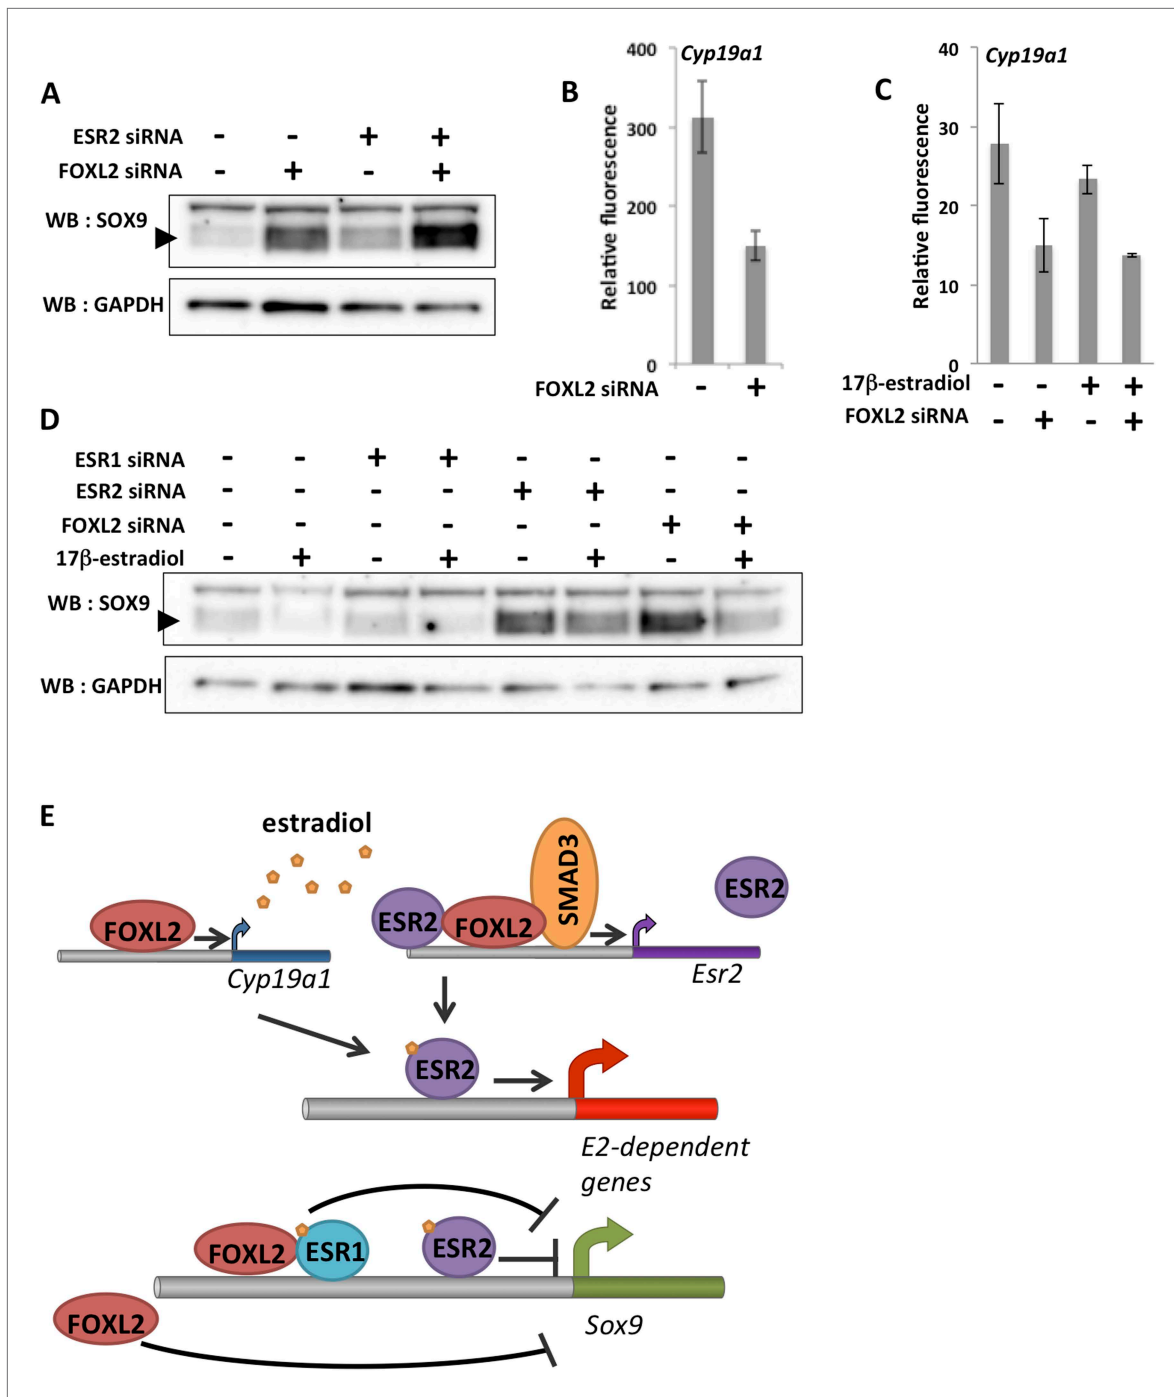 A
ESR2 siRNA - - + +
FOXL2 siRNA - + - +
WB : SOX9
WB : GAPDH
B
Cyp19a1
Relative fluorescence
400
300
200
100
0
FOXL2 siRNA - +
C
Cyp19a1
Relative fluorescence
40
30
20
10
0
17β-estradiol - - + +
FOXL2 siRNA - + - +
D
ESR1 siRNA - - + + - - - -
ESR2 siRNA - - - - + + - -
FOXL2 siRNA - - - - - - + +
17β-estradiol - + - + - + - +
WB : SOX9
WB : GAPDH
E
estradiol
FOXL2
Cyp19a1
ESR2
FOXL2
SMAD3
ESR2
Esr2
ESR2
E2-dependent
genes
FOXL2
ESR1
ESR2
FOXL2
Sox9